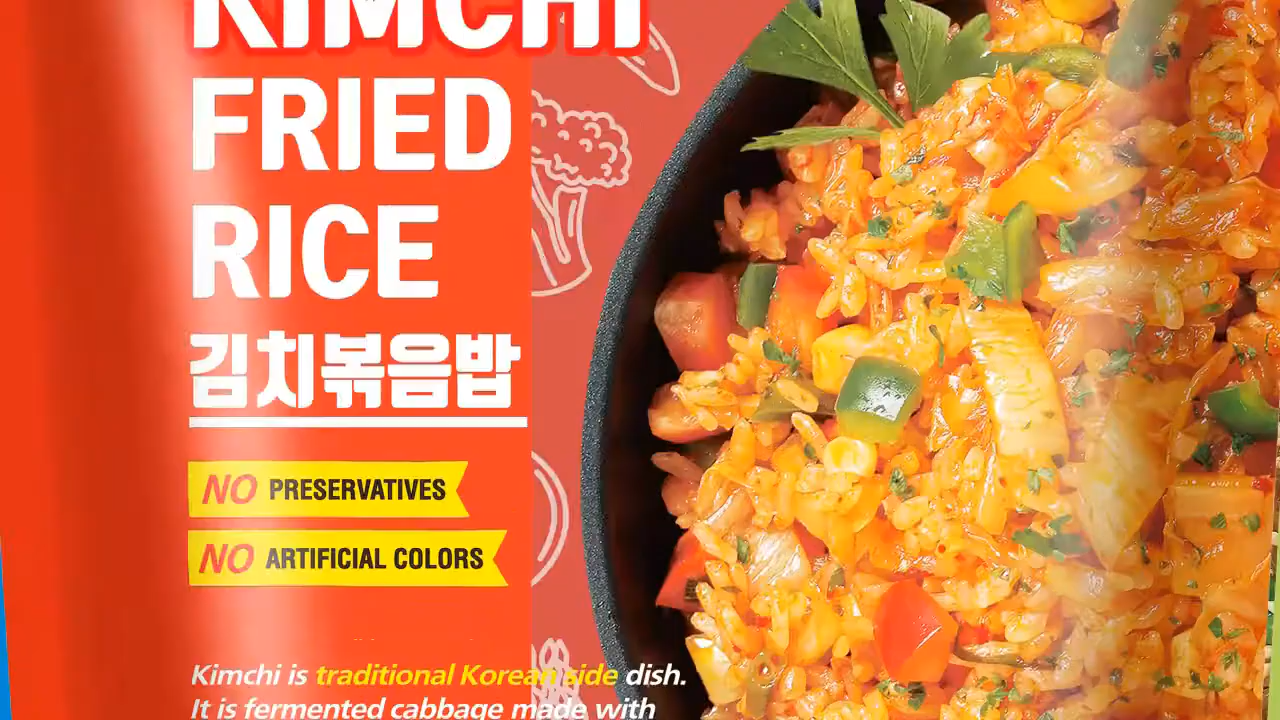 KIMCHI
FRIED
RICE
김치볶음밥
NO PRESERVATIVES
NO ARTIFICIAL COLORS
Kimchi is traditional Korean side dish.
It is fermented cabbage made with